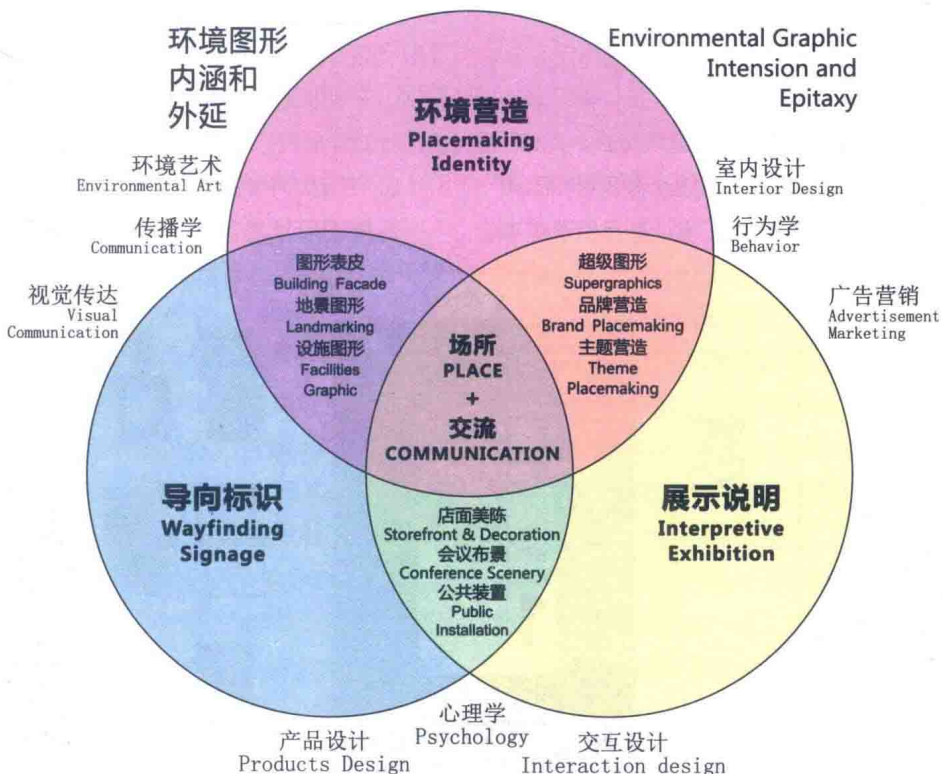 环境图形
内涵和
外延
Environmental Graphic
Intension and
Epitaxy
环境营造
Placemaking
Identity
环境艺术
Environmental Art
室内设计
Interior Design
传播学
Communication
行为学
Behavior
视觉传达
Visual
Communication
广告营销
Advertisement
Marketing
图形表皮
Building Facade
地景图形
Landmarking
设施图形
Facilities
Graphic
超级图形
Supergraphics
品牌营造
Brand Placemaking
主题营造
Theme
Placemaking
场所
PLACE
+
交流
COMMUNICATION
导向标识
Wayfinding
Signage
展示说明
Interpretive
Exhibition
店面美陈
Storefront & Decoration
会议布景
Conference Scenery
公共装置
Public
Installation
心理学
Psychology
产品设计
Products Design
交互设计
Interaction design